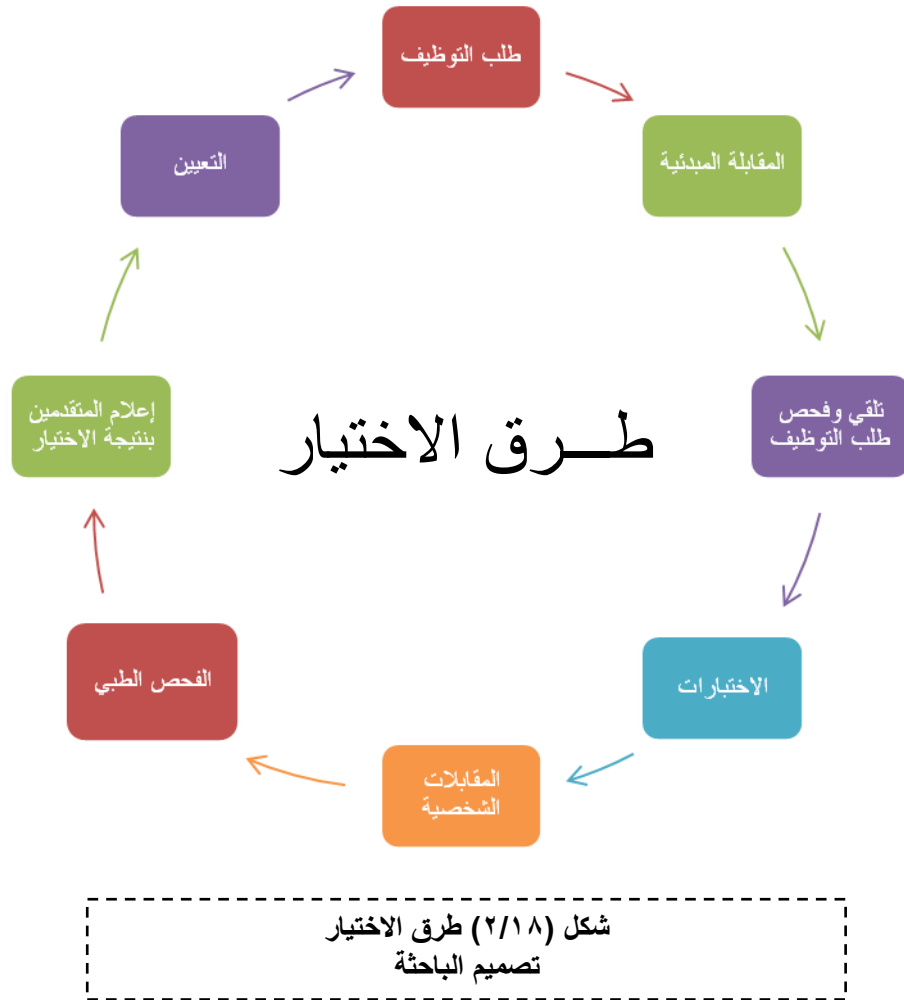 طلب التوظيف
المقابلة المبدئية
تلقي وفحص
طلب التوظيف
الاختبارات
المقابلات
الشخصية
الفحص الطبي
إعلام المتقدمين
بنتيجة الاختيار
التعيين
طـــرق الاختيار
شكل (٢/١٨) طرق الاختيار
تصميم الباحثة